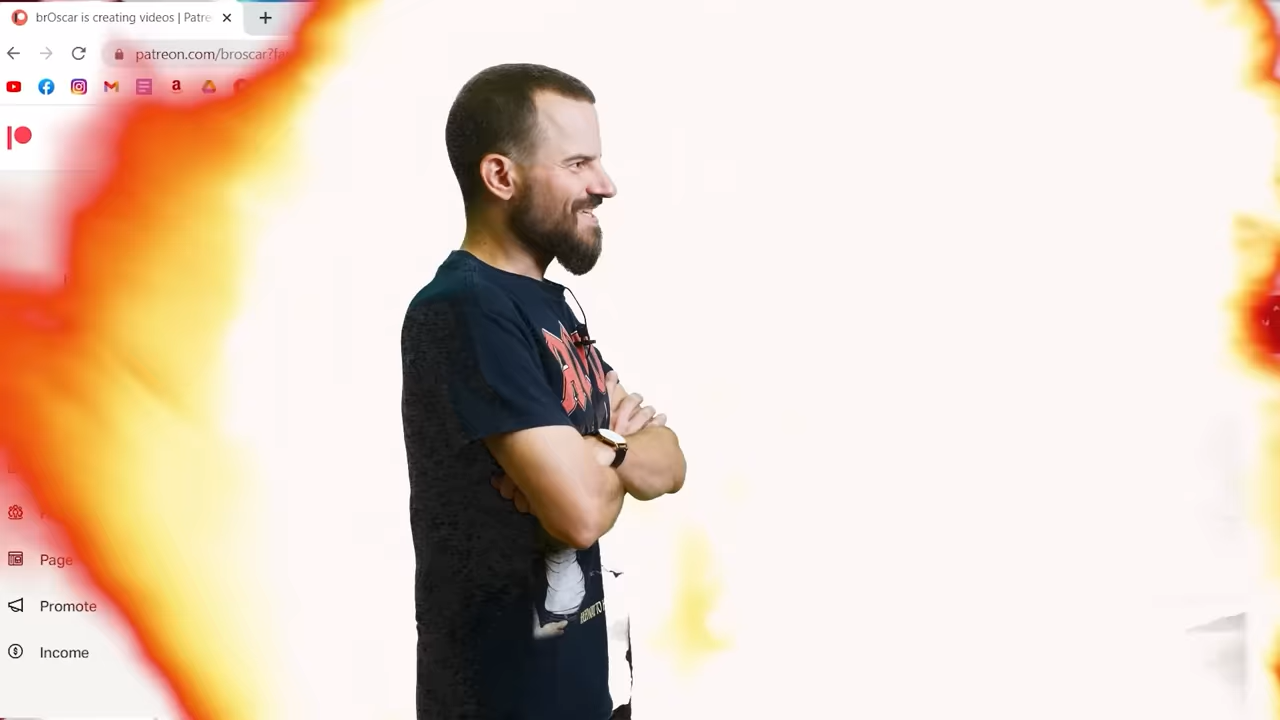 brOscar is creating videos | Patre
patreon.com/broscar?fa
Page
Promote
Income